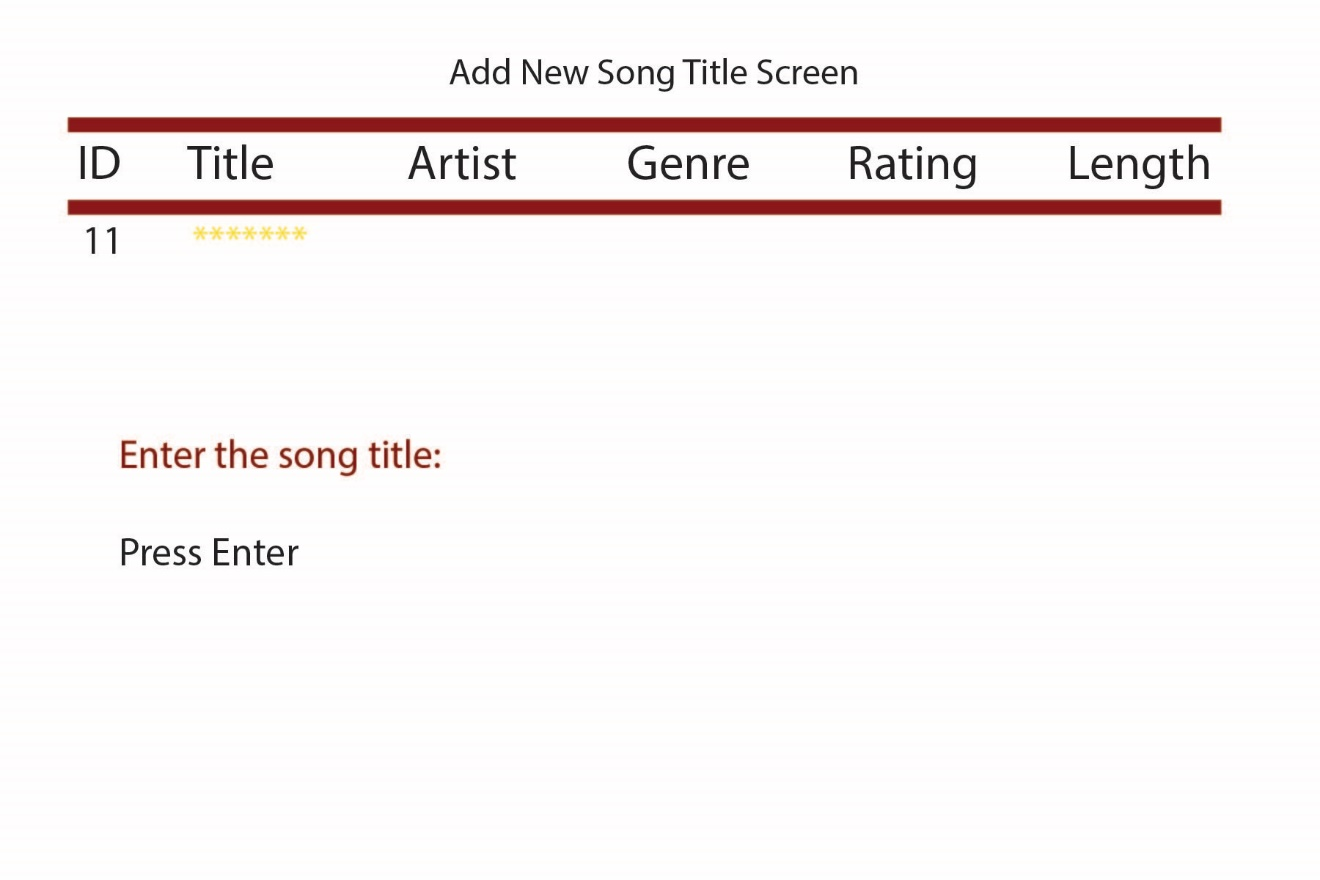 Add New Song Title Screen
ID Title Artist Genre Rating Length
11 *******
Enter the song title:
Press Enter